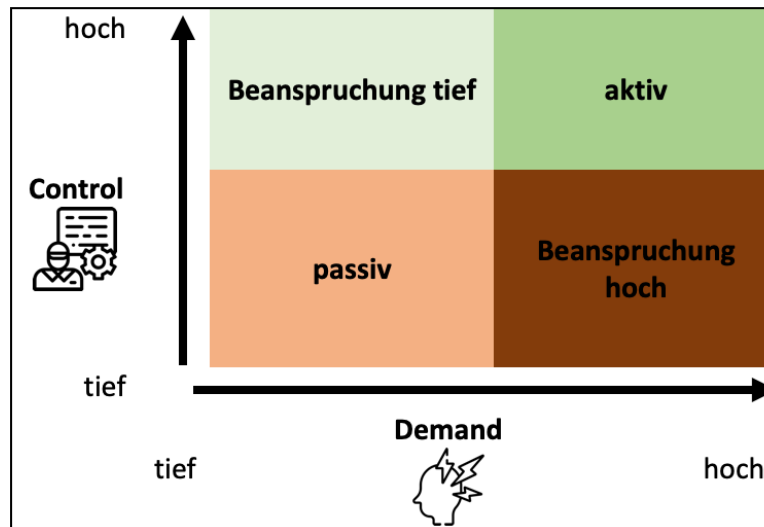 hoch
Beanspruchung tief
aktiv
Control
passiv
Beanspruchung
hoch
tief
Demand
tief
hoch